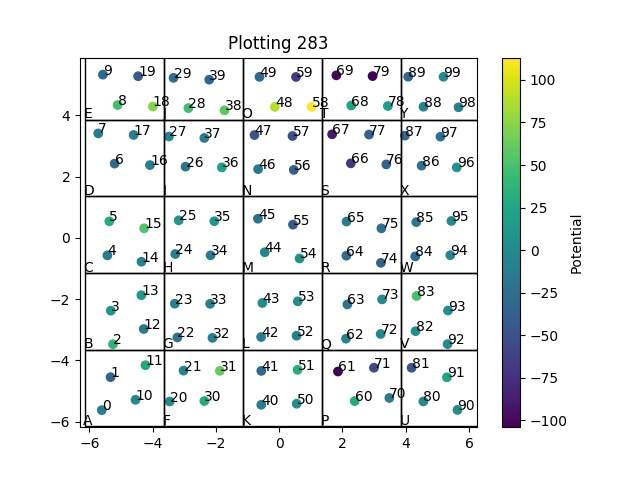 Plotting 283
9 19 29 39 49 59 69 79 89 99
8 18 28 38 48 58 68 78 88 98
E O T Y
7 17 27 37 47 57 67 77 87 97
6 16 26 36 46 56 66 76 86 96
D I N S X
5 15 25 35 45 55 65 75 85 95
4 14 24 34 44 54 64 74 84 94
C H M R W
3 13 23 33 43 53 63 73 83 93
2 12 22 32 42 52 62 72 82 92
B G L Q V
1 11 21 31 41 51 61 71 81 91
0 10 20 30 40 50 60 70 80 90
A F K P U
4
2
0
−2
−4
−6
−6 −4 −2 0 2 4 6
100
75
50
25
0
−25
−50
−75
−100
Potential